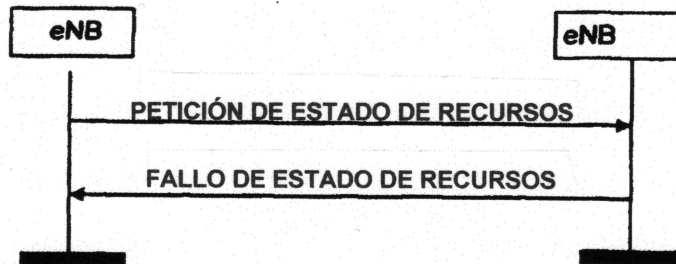 eNB
eNB
PETICIÓN DE ESTADO DE RECURSOS
FALLO DE ESTADO DE RECURSOS